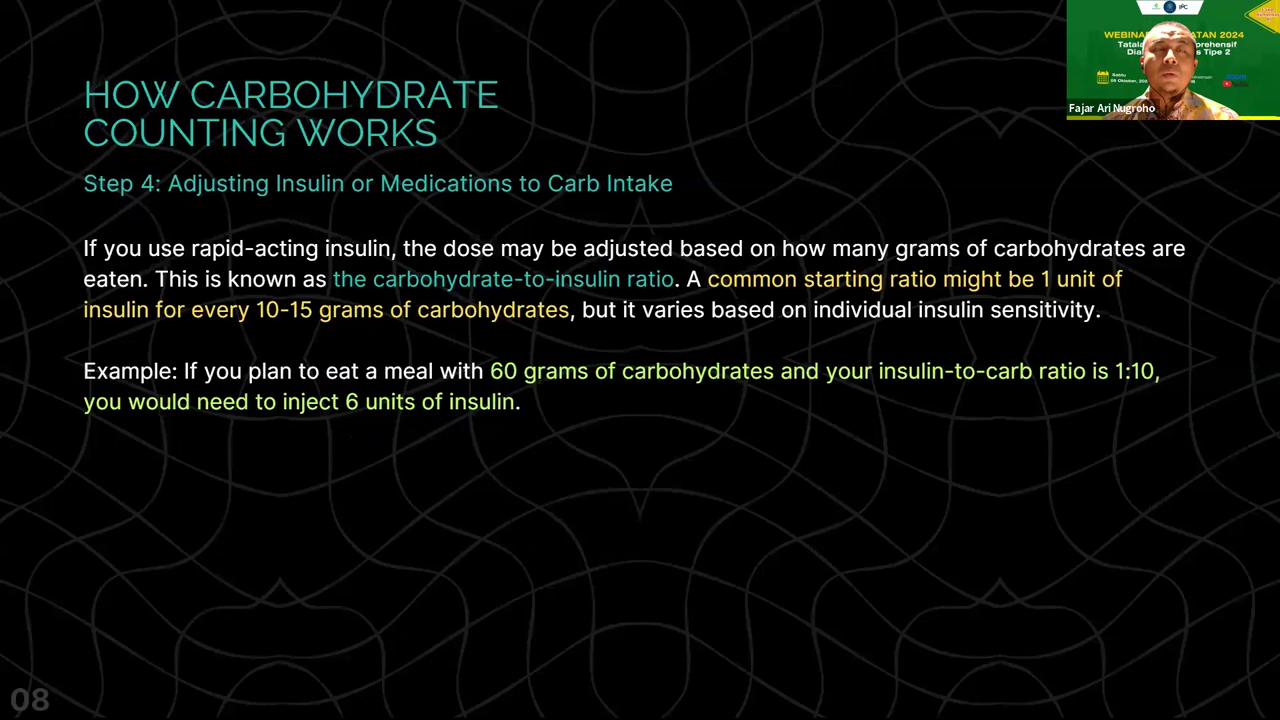 HOW CARBOHYDRATE
COUNTING WORKS
Step 4: Adjusting Insulin or Medications to Carb Intake
If you use rapid-acting insulin, the dose may be adjusted based on how many grams of carbohydrates are
eaten. This is known as the carbohydrate-to-insulin ratio. A common starting ratio might be 1 unit of
insulin for every 10-15 grams of carbohydrates, but it varies based on individual insulin sensitivity.
Example: If you plan to eat a meal with 60 grams of carbohydrates and your insulin-to-carb ratio is 1:10,
you would need to inject 6 units of insulin.
08
IPC
2024
Tipe 2
Sabtu
Fajar Ari Nugroho